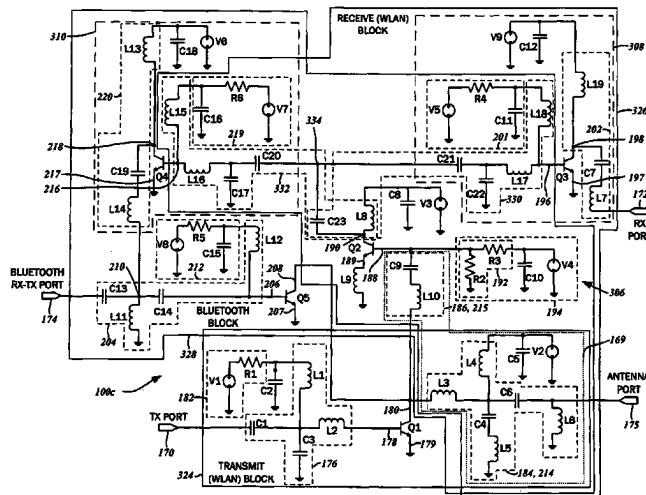 RECEIVE (WLAN)
BLOCK
310
L13
C18
V6
V9
C12
308
220
L19
326
L15
R6
R4
L18
202
C16
V7
V5
C11
198
218
219
334
201
C20
C21
C19
217
216
Q4
L16
C17
332
C22
L17
196
Q3
C7
197
330
L7
172
L14
C23
L8
C8
V3
RX
PORT
190
Q2
R5
L12
189
188
C9
R3
R2
192
C10
V4
V8
C15
L9
306
BLUETOOTH
RX-TX PORT
210
212
208
206
Q5
L10
186, 215
194
174
C13
C14
207
L11
BLUETOOTH
BLOCK
204
328
169
L4
C5
V2
100c
182
R1
L1
180
L3
C6
ANTENNA
PORT
V1
C2
TX PORT
C4
L6
175
170
C1
L2
178
Q1
179
L5
C3
324
TRANSMIT
(WLAN) BLOCK
176
184, 214